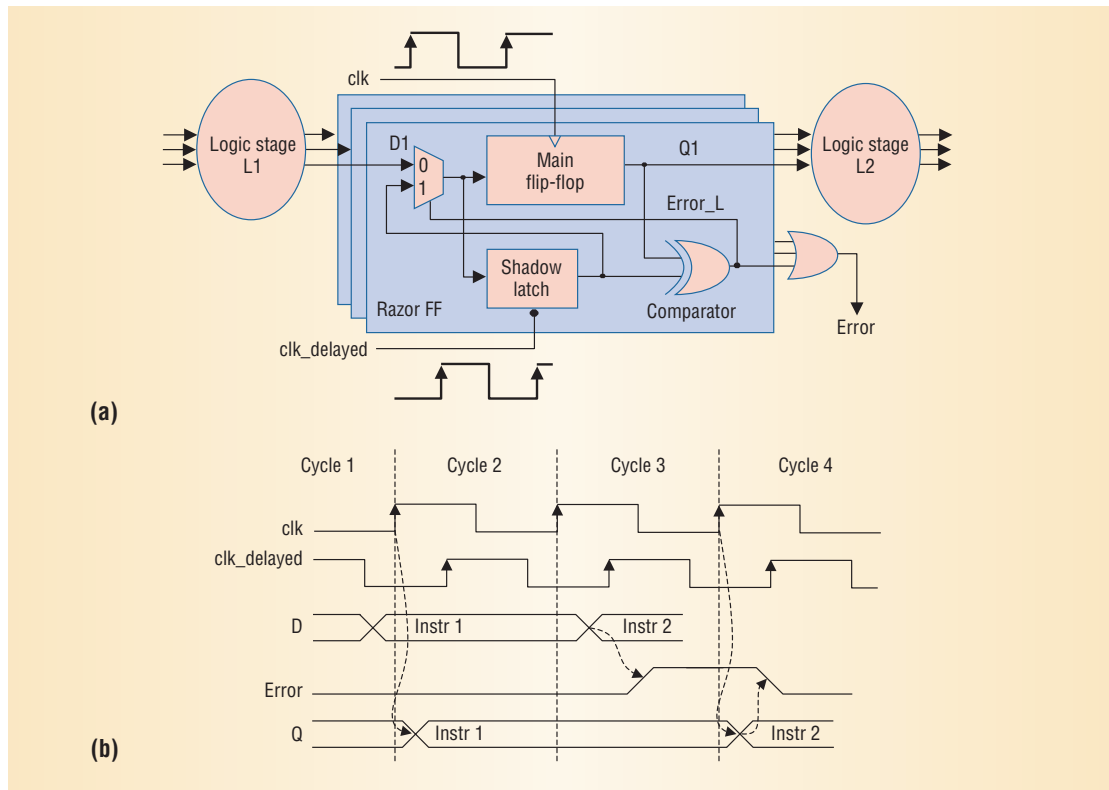 clk
Logic stage
L1
D1
0
1
Main
flip-flop
Q1
Logic stage
L2
Error_L
Shadow
latch
Razor FF
Comparator
Error
clk_delayed
(a)
Cycle 1
Cycle 2
Cycle 3
Cycle 4
clk
clk_delayed
D
Instr 1
Instr 2
Error
Q
Instr 1
Instr 2
(b)